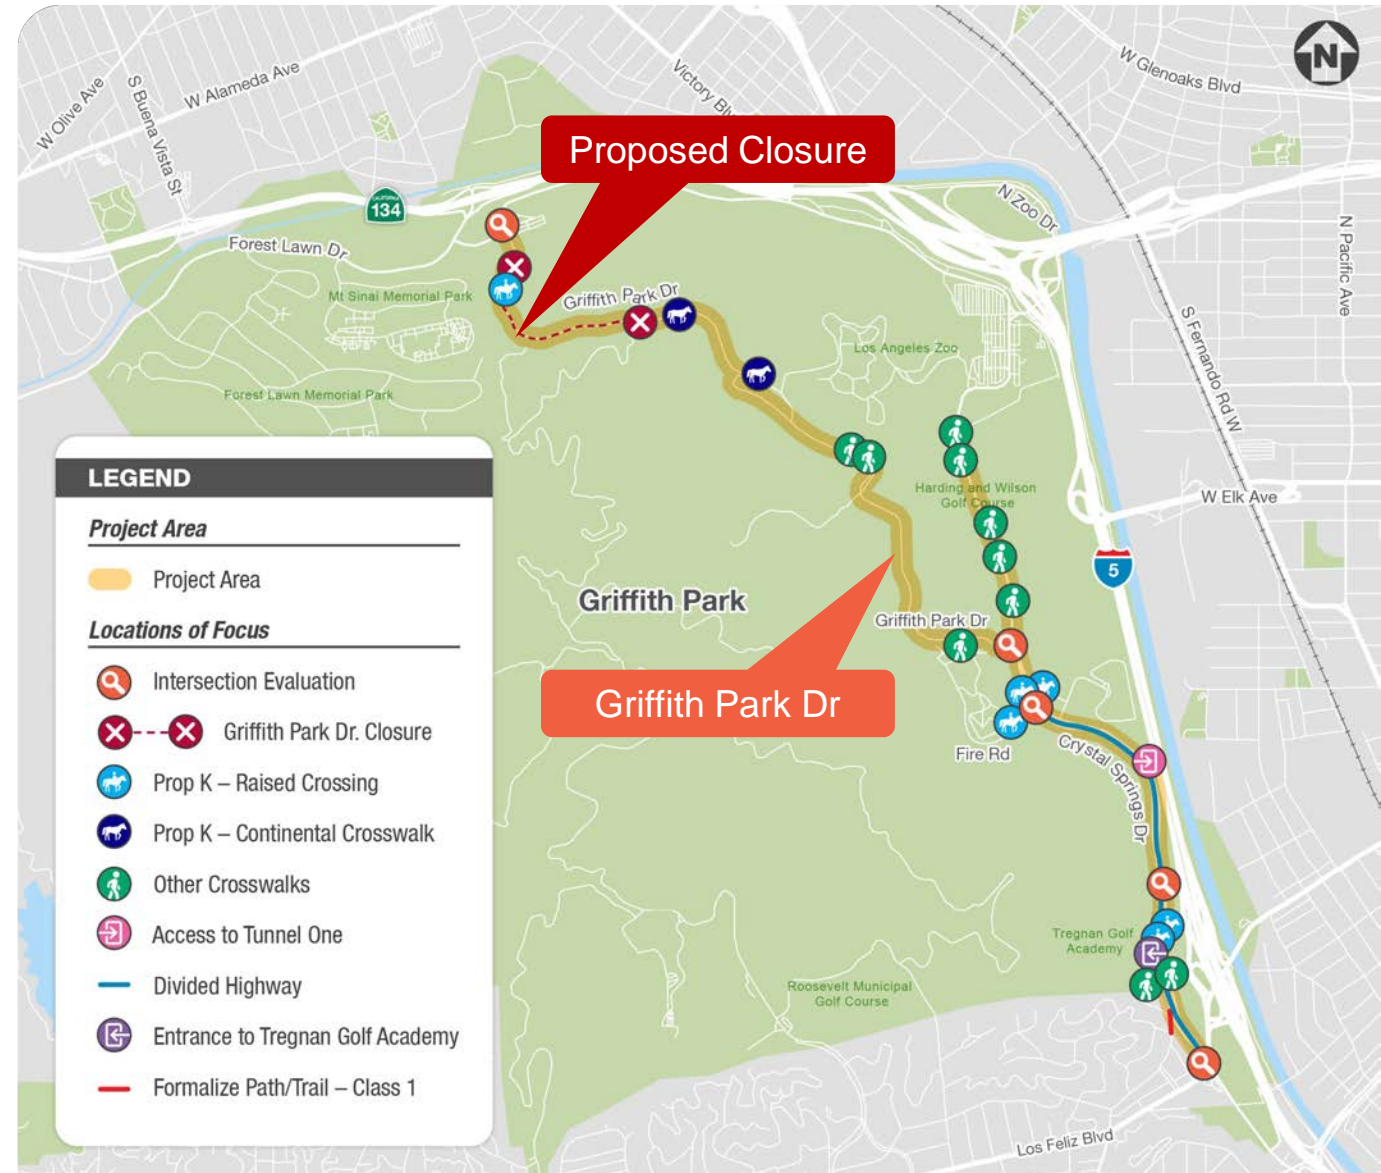 W Olive Ave
S Buena Vista St
W Alameda Ave
Victory Blv
W Glenoaks Blvd
N
Proposed Closure
CALIFORNIA
134
N Zoo Dr
N Pacific Ave
Forest Lawn Dr
Mt Sinai Memorial Park
Griffith Park Dr
S Fernando Rd W
Los Angeles Zoo
Forest Lawn Memorial Park
Harding and Wilson
Golf Course
W Elk Ave
5
Griffith Park
Griffith Park Dr
Griffith Park Dr
Fire Rd
Crystal Springs Dr
Tregnan Golf
Academy
Roosevelt Municipal
Golf Course
Los Feliz Blvd
LEGEND
Project Area
Project Area
Locations of Focus
Intersection Evaluation
Griffith Park Dr. Closure
Prop K – Raised Crossing
Prop K – Continental Crosswalk
Other Crosswalks
Access to Tunnel One
Divided Highway
Entrance to Tregnan Golf Academy
Formalize Path/Trail – Class 1